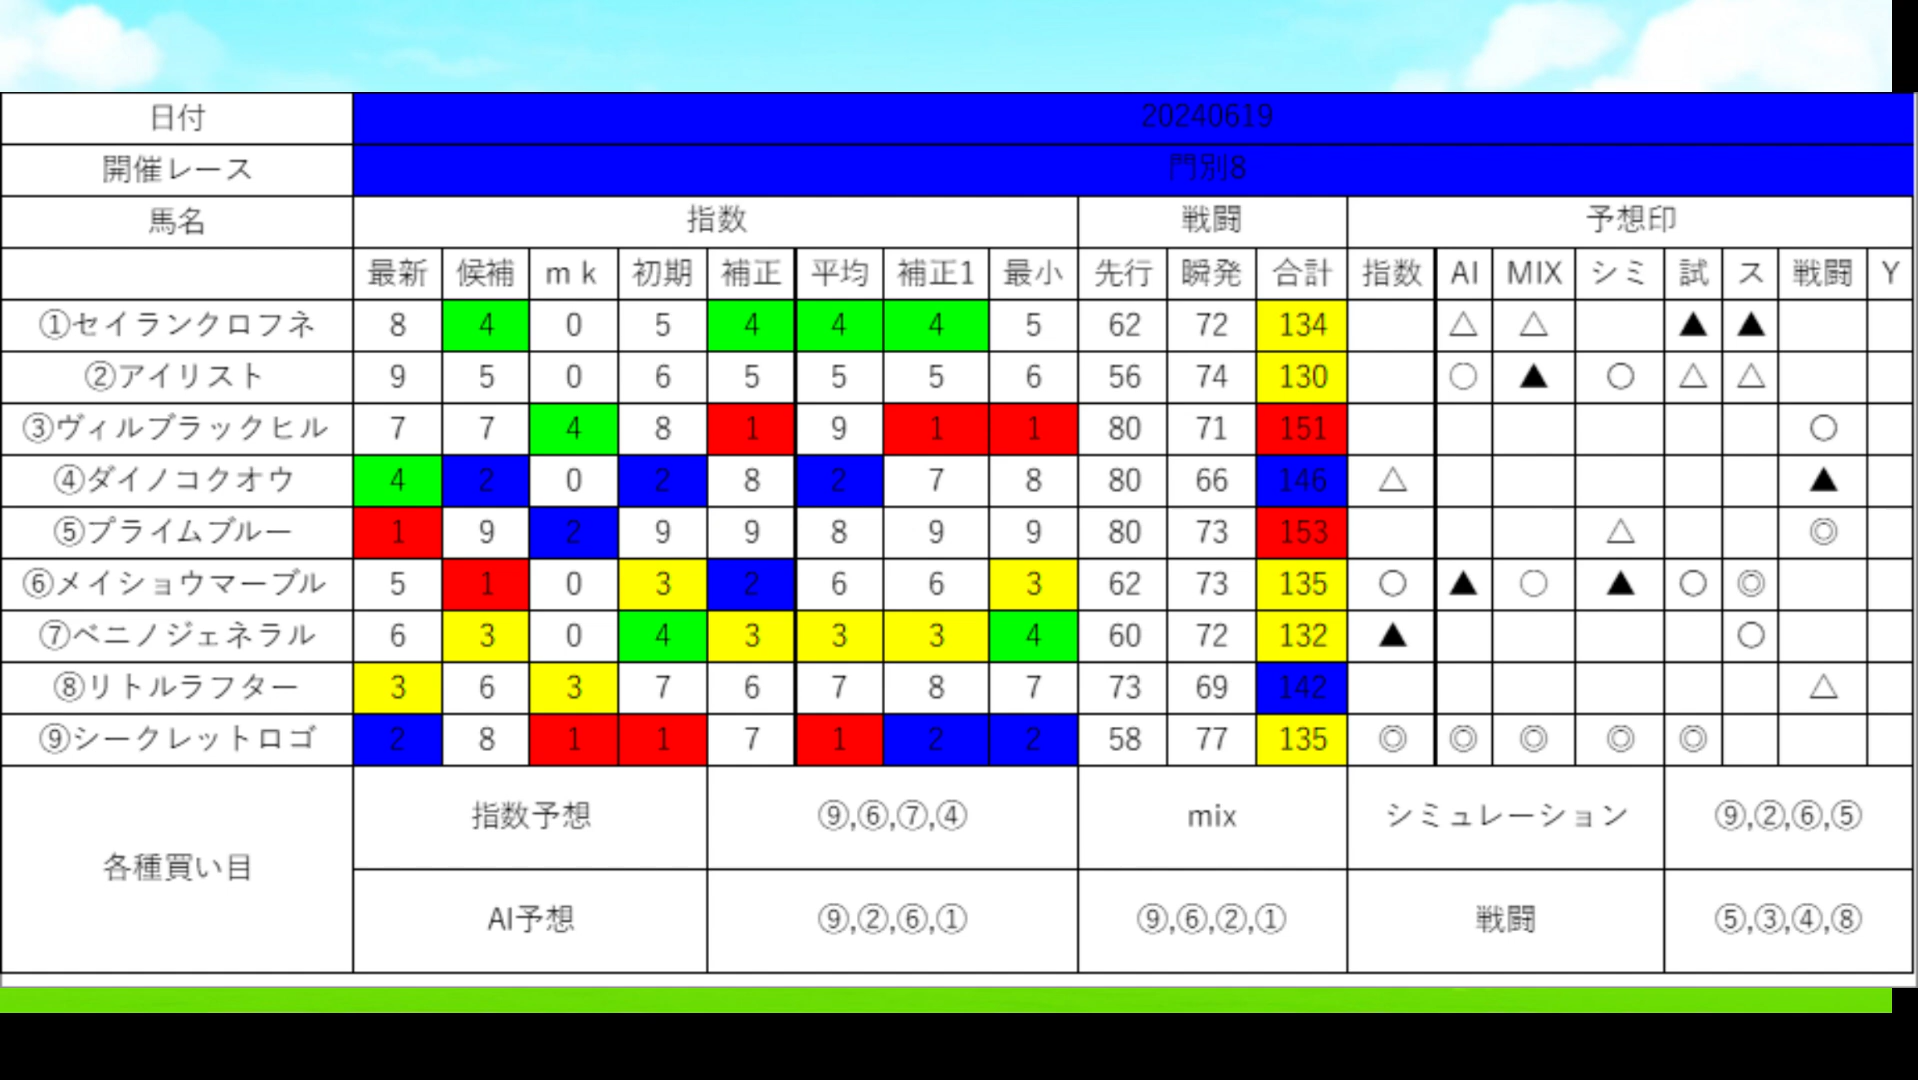 日付 20240619
開催レース 門別8
馬名 指数 戦闘 予想印
最新 候補 ｍｋ 初期 補正 平均 補正1 最小 先行 瞬発 合計 指数 AI MIX シミ 試 ス 戦闘 Y
①セイランクロフネ 8 4 0 5 4 4 4 5 62 72 134 △ △ ▲ ▲
②アイリスト 9 5 0 6 5 5 5 6 56 74 130 ○ ▲ ○ △ △
③ヴィルブラックヒル 7 7 4 8 1 9 1 1 80 71 151 ○
④ダイノコクオウ 4 2 0 2 8 2 7 8 80 66 146 △ ▲
⑤プライムブルー 1 9 2 9 9 8 9 9 80 73 153 △ ◎
⑥メイショウマーブル 5 1 0 3 2 6 6 3 62 73 135 ○ ▲ ○ ▲ ○ ◎
⑦ベニノジェネラル 6 3 0 4 3 3 3 4 60 72 132 ▲ ○
⑧リトルラフター 3 6 3 7 6 7 8 7 73 69 142 △
⑨シークレットロゴ 2 8 1 1 7 1 2 2 58 77 135 ◎ ◎ ◎ ◎ ◎
各種買い目
指数予想 ⑨,⑥,⑦,④ mix シミュレーション ⑨,②,⑥,⑤
AI予想 ⑨,②,⑥,① ⑨,⑥,②,① 戦闘 ⑤,③,④,⑧